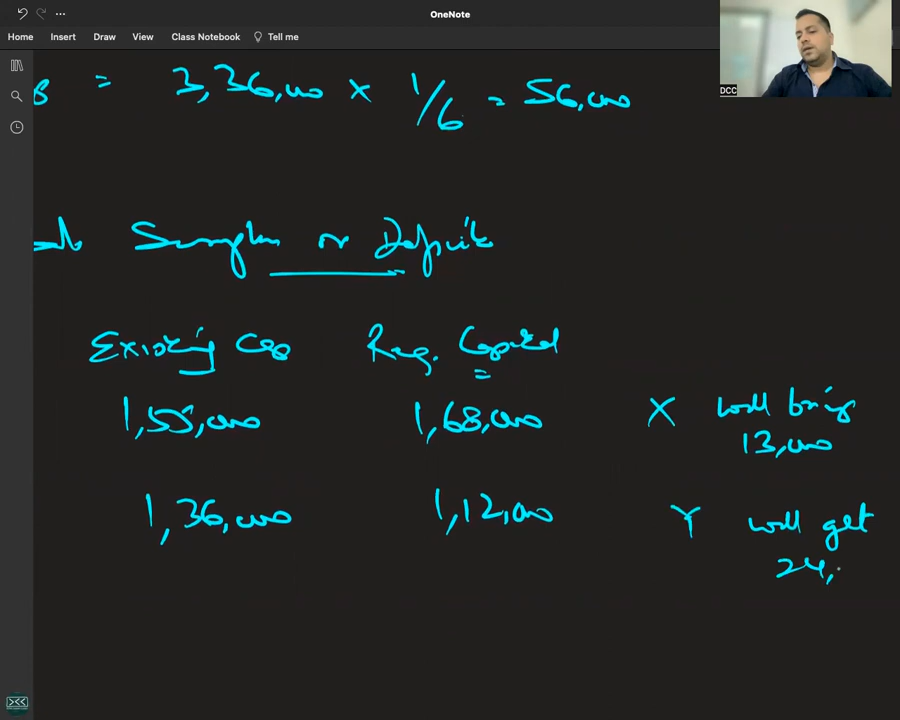 OneNote
DCC
Home Insert Draw View Class Notebook Tell me
= 3,36,000 × 1/6 = 56,000
Surplus or Deficit
Existing Cap Req. Capital
1,55,000 1,68,000 X will bring
13,000
1,36,000 1,12,000 Y will get
24,